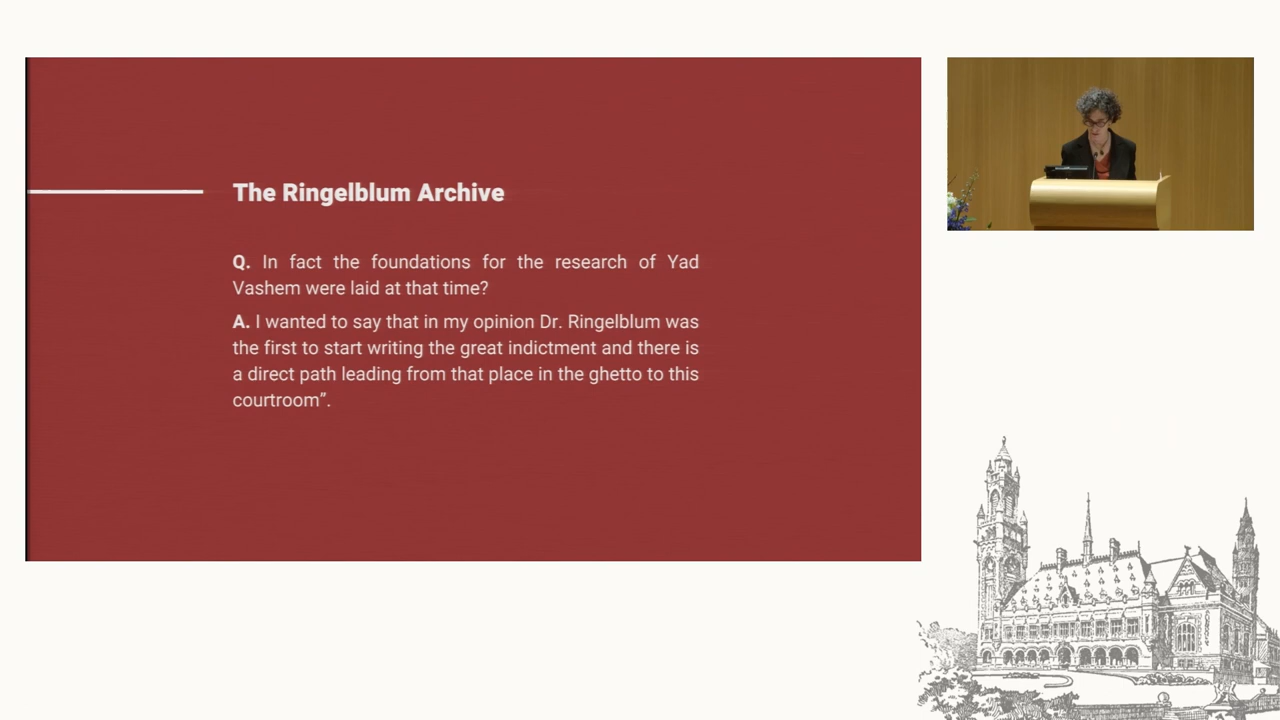 The Ringelblum Archive
Q. In fact the foundations for the research of Yad
Vashem were laid at that time?
A. I wanted to say that in my opinion Dr. Ringelblum was
the first to start writing the great indictment and there is
a direct path leading from that place in the ghetto to this
courtroom”.